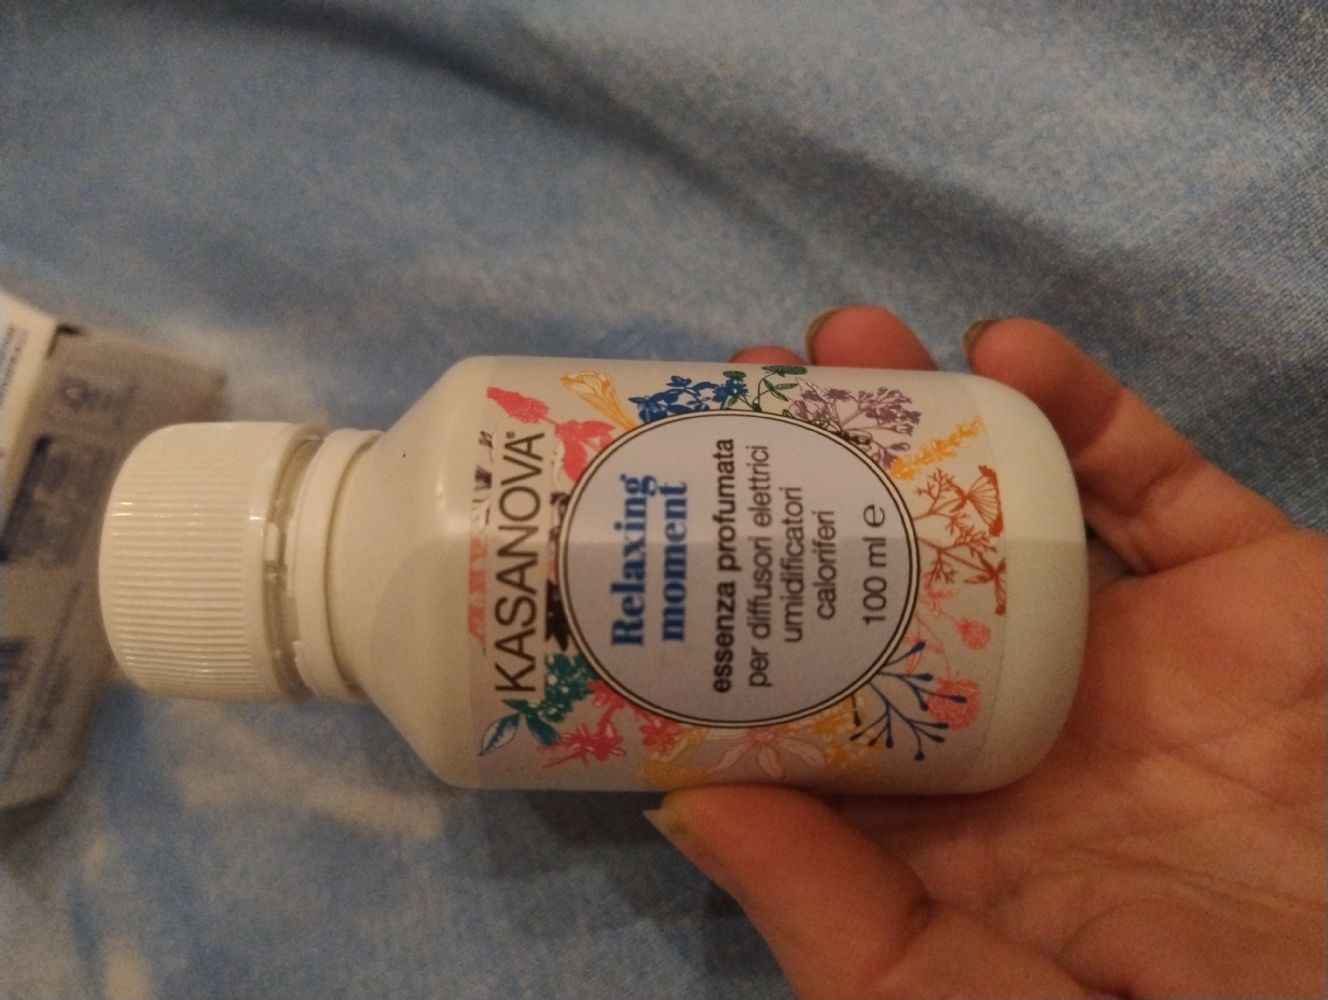 KASANOVA®
Relaxing
moment
essenza profumata
per diffusori elettrici
umidificatori
caloriferi
100 ml e